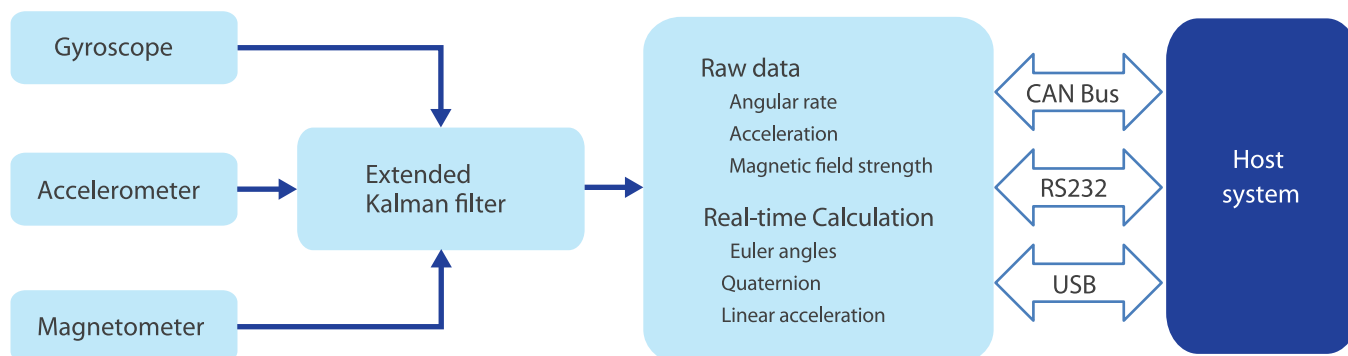 Gyroscope
Accelerometer
Magnetometer
Extended
Kalman filter
Raw data
Angular rate
Acceleration
Magnetic field strength
Real-time Calculation
Euler angles
Quaternion
Linear acceleration
CAN Bus
RS232
USB
Host
system